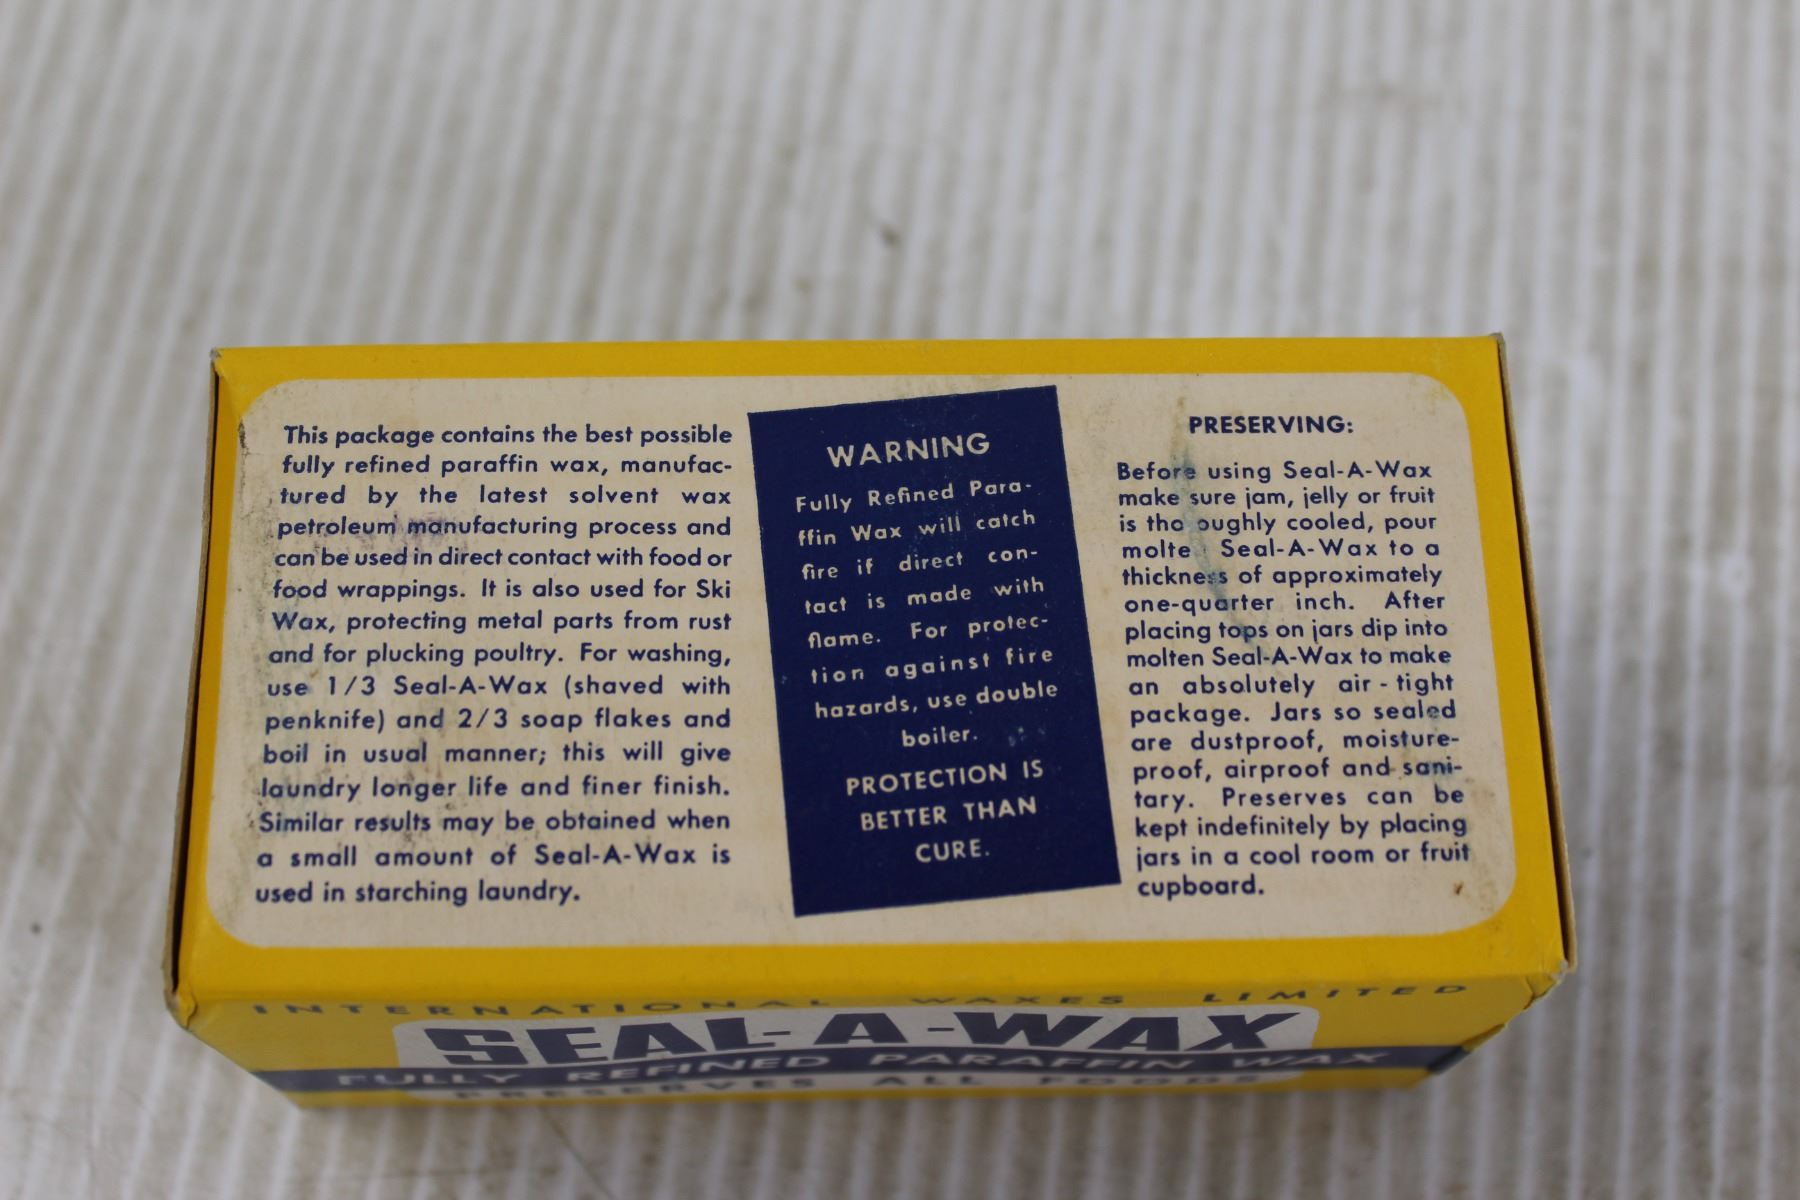 This package contains the best possible
fully refined paraffin wax, manufac-
tured by the latest solvent wax
petroleum manufacturing process and
can be used in direct contact with food or
food wrappings. It is also used for Ski
Wax, protecting metal parts from rust
and for plucking poultry. For washing,
use 1/3 Seal-A-Wax (shaved with
penknife) and 2/3 soap flakes and
boil in usual manner; this will give
laundry longer life and finer finish.
Similar results may be obtained when
a small amount of Seal-A-Wax is
used in starching laundry.
WARNING
Fully Refined Para-
ffin Wax will catch
fire if direct con-
tact is made with
flame. For protec-
tion against fire
hazards, use double
boiler.
PROTECTION IS
BETTER THAN
CURE.
PRESERVING:
Before using Seal-A-Wax
make sure jam, jelly or fruit
is tho oughly cooled, pour
molte Seal-A-Wax to a
thickness of approximately
one-quarter inch. After
placing tops on jars dip into
molten Seal-A-Wax to make
an absolutely air-tight
package. Jars so sealed
are dustproof, moisture-
proof, airproof and sani-
tary. Preserves can be
kept indefinitely by placing
jars in a cool room or fruit
cupboard.
INTERNATIONAL WAXES LIMITED
SEAL-A-WAX
FULLY REFINED PARAFFIN WAX
PRESERVES ALL FOODS